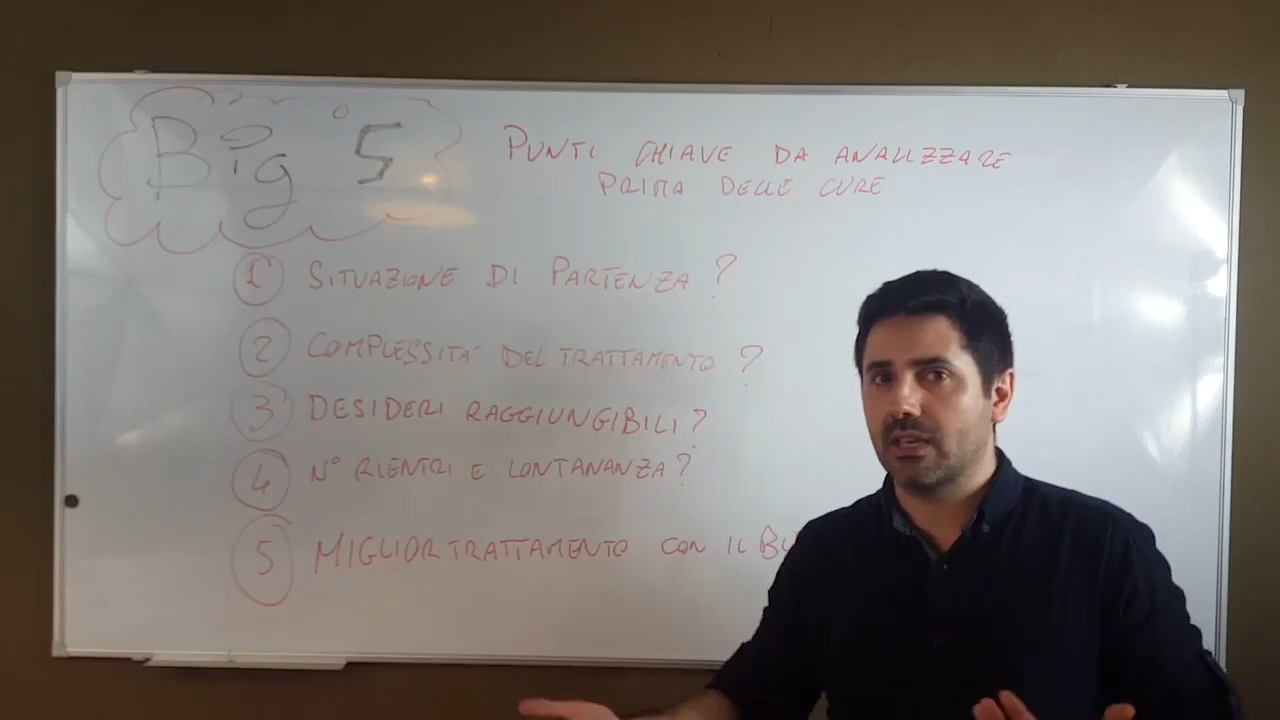 Big 5
PUNTI CHIAVE DA ANALIZZARE
PRIMA DELLE CURE
1 SITUAZIONE DI PARTENZA?
2 COMPLESSITA' DEL TRATTAMENTO?
3 DESIDERI RAGGIUNGIBILI?
4 N° RIENTRI E LONTANANZA?
5 MIGLIOR TRATTAMENTO CON IL